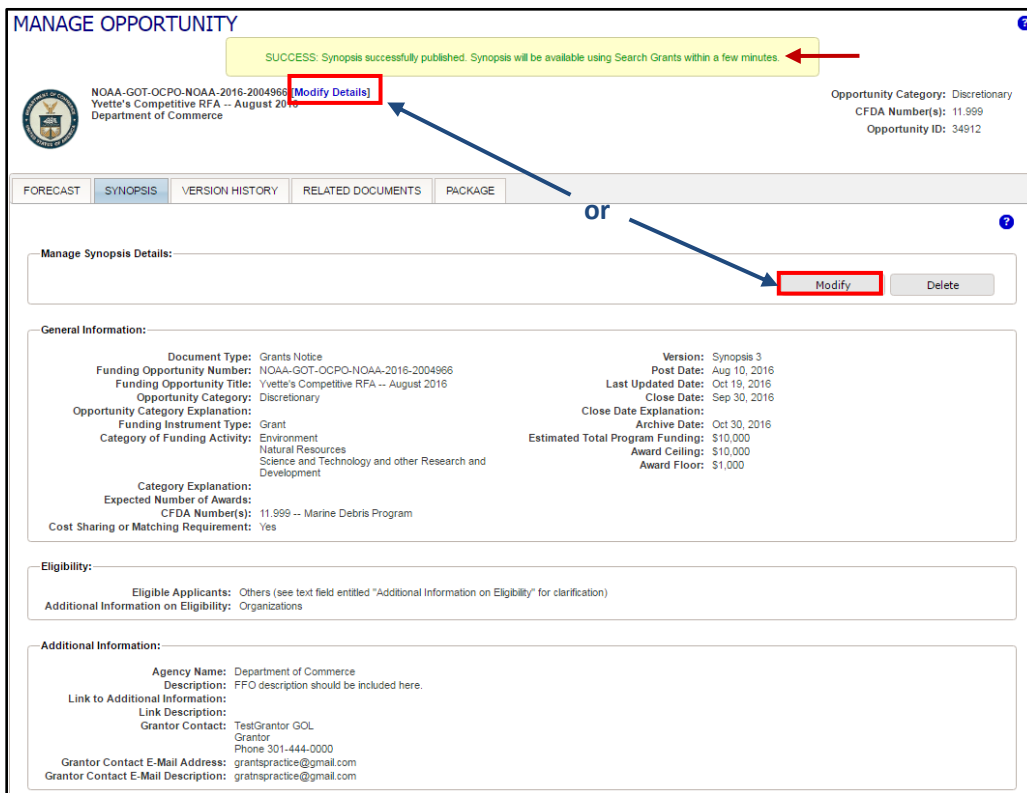 MANAGE OPPORTUNITY
?
SUCCESS: Synopsis successfully published. Synopsis will be available using Search Grants within a few minutes.
NOAA-GOT-OCPO-NOAA-2016-2004966 [Modify Details]
Yvette's Competitive RFA -- August 2016
Department of Commerce
Opportunity Category: Discretionary
CFDA Number(s): 11.999
Opportunity ID: 34912
FORECAST SYNOPSIS VERSION HISTORY RELATED DOCUMENTS PACKAGE
or
?
Manage Synopsis Details:
Modify Delete
General Information:
Document Type: Grants Notice
Funding Opportunity Number: NOAA-GOT-OCPO-NOAA-2016-2004966
Funding Opportunity Title: Yvette's Competitive RFA -- August 2016
Opportunity Category: Discretionary
Opportunity Category Explanation:
Funding Instrument Type: Grant
Category of Funding Activity: Environment
Natural Resources
Science and Technology and other Research and
Development
Category Explanation:
Expected Number of Awards:
CFDA Number(s): 11.999 -- Marine Debris Program
Cost Sharing or Matching Requirement: Yes
Version: Synopsis 3
Post Date: Aug 10, 2016
Last Updated Date: Oct 19, 2016
Close Date: Sep 30, 2016
Close Date Explanation:
Archive Date: Oct 30, 2016
Estimated Total Program Funding: $10,000
Award Ceiling: $10,000
Award Floor: $1,000
Eligibility:
Eligible Applicants: Others (see text field entitled "Additional Information on Eligibility" for clarification)
Additional Information on Eligibility: Organizations
Additional Information:
Agency Name: Department of Commerce
Description: FFO description should be included here.
Link to Additional Information:
Link Description:
Grantor Contact: TestGrantor GOL
Grantor
Phone 301-444-0000
Grantor Contact E-Mail Address: grantspractice@gmail.com
Grantor Contact E-Mail Description: gratnspractice@gmail.com